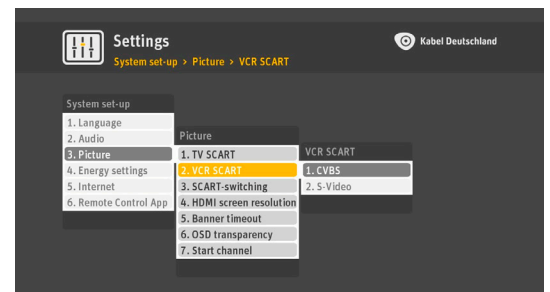 Settings
Kabel Deutschland
System set-up > Picture > VCR SCART
System set-up
1. Language
2. Audio
3. Picture
4. Energy settings
5. Internet
6. Remote Control App
Picture
1. TV SCART
2. VCR SCART
3. SCART-switching
4. HDMI screen resolution
5. Banner timeout
6. OSD transparency
7. Start channel
VCR SCART
1. CVBS
2. S-Video